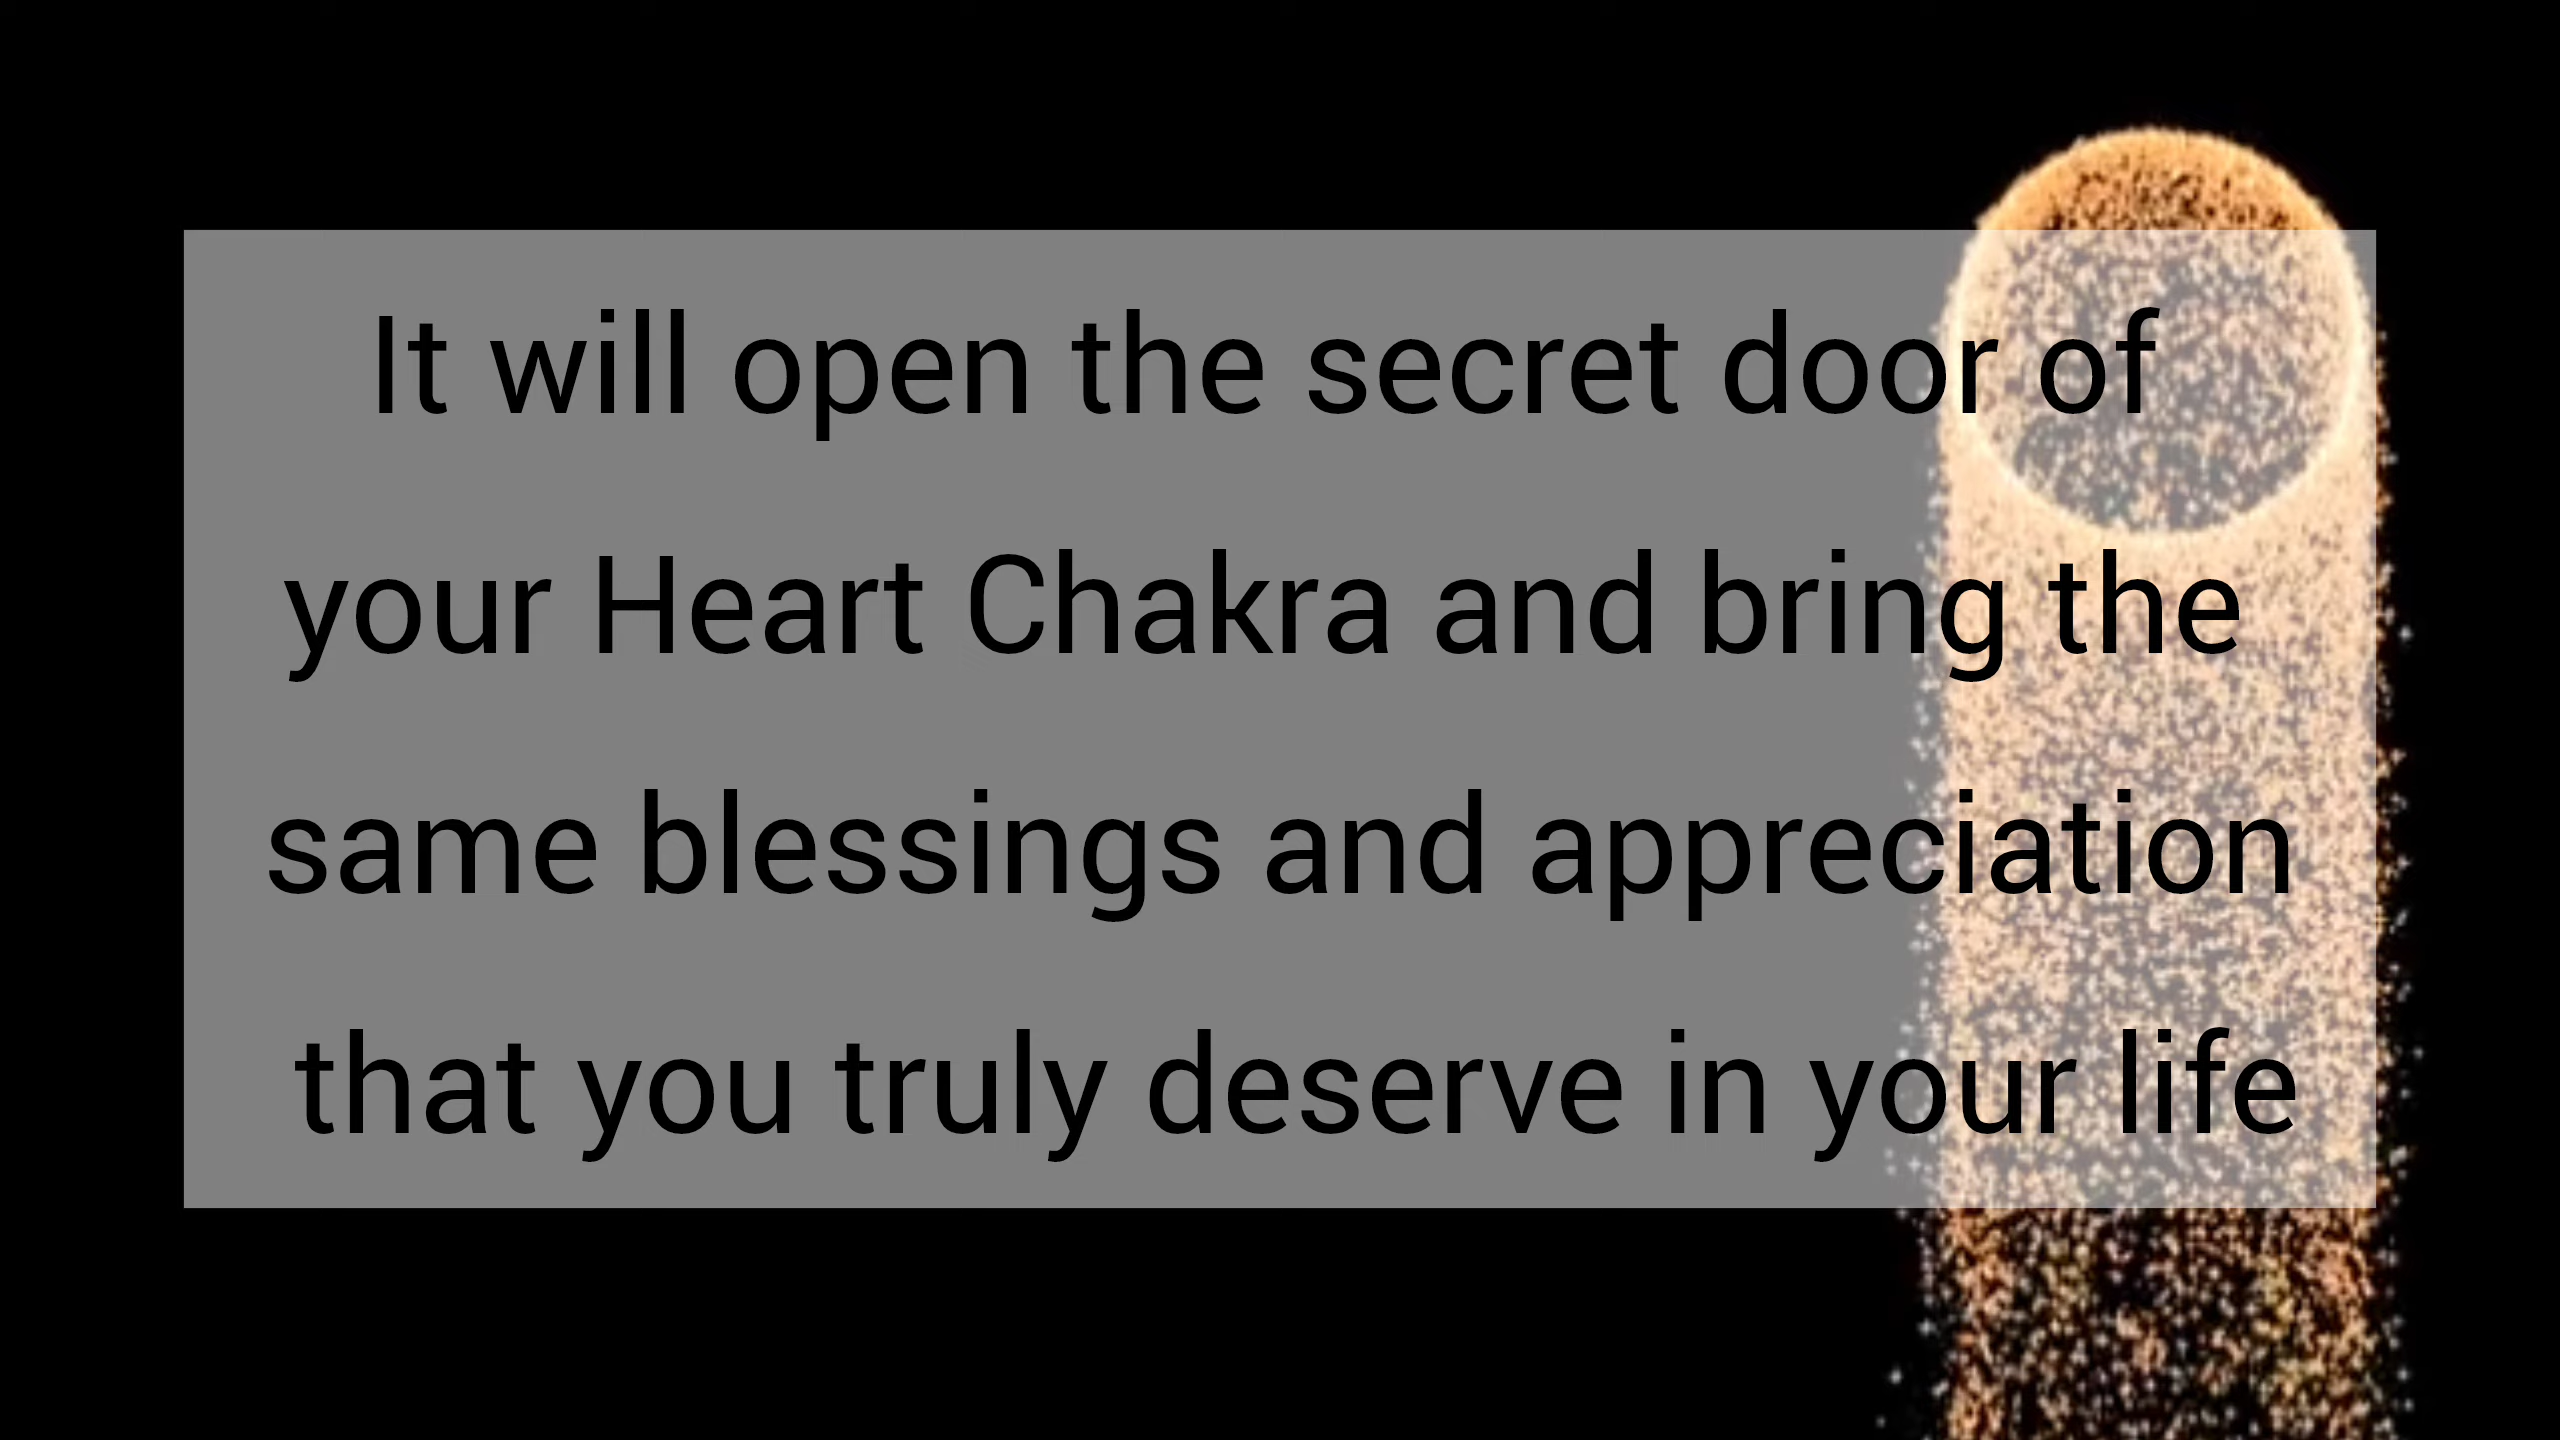 It will open the secret door of
your Heart Chakra and bring the
same blessings and appreciation
that you truly deserve in your life